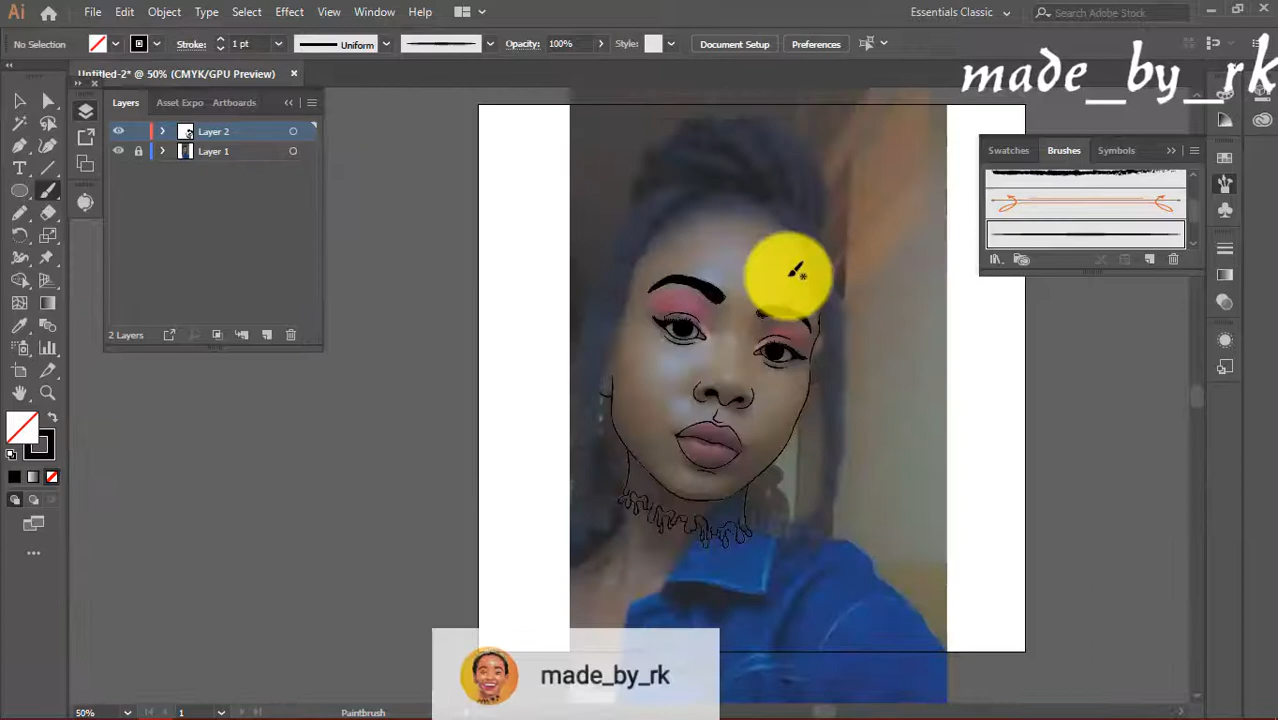 Ai
File Edit Object Type Select Effect View Window Help
Essentials Classic
Search Adobe Stock
No Selection
Stroke:
1 pt
Uniform
Opacity:
100%
Style:
Document Setup
Preferences
made_by_rk
Untitled-2* @ 50% (CMYK/GPU Preview)
Layers
Asset Expo
Artboards
Layer 2
Layer 1
2 Layers
Swatches
Brushes
Symbols
made_by_rk
50%
1
Paintbrush